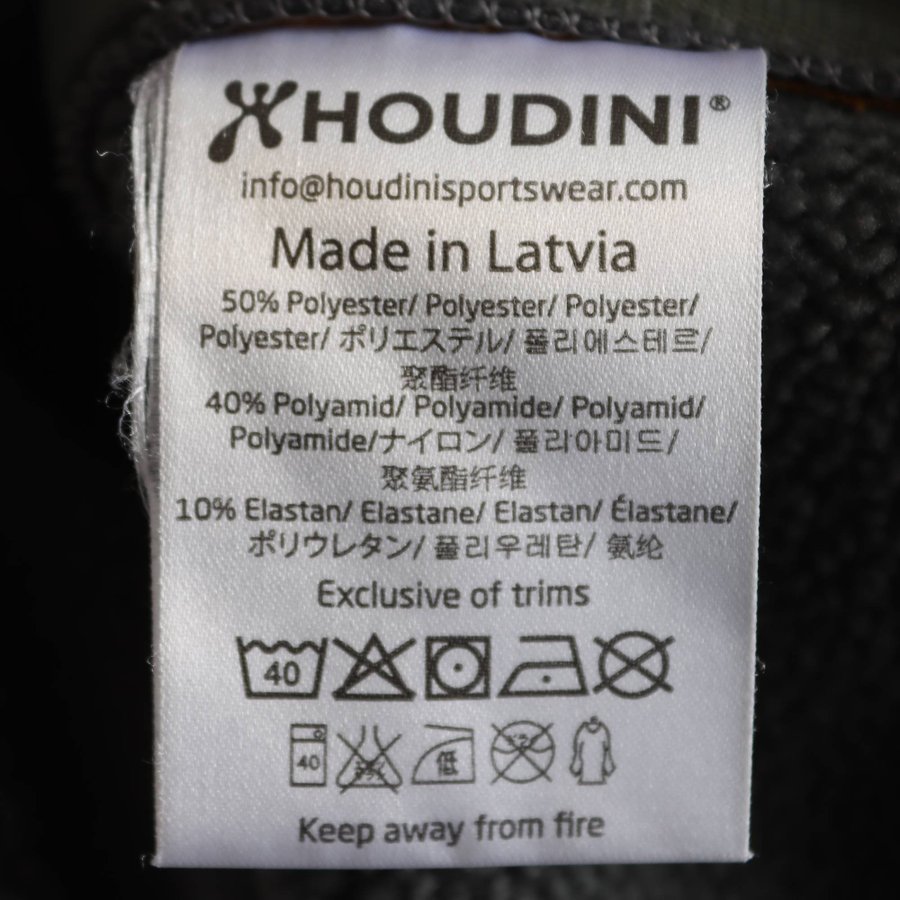 HOUDINI®
info@houdinisportswear.com
Made in Latvia
50% Polyester/ Polyester/ Polyester/
Polyester/ ポリエステル/ 폴리에스테르/
聚酯纤维
40% Polyamid/ Polyamide/ Polyamid/
Polyamide/ナイロン/ 폴리아미드/
聚氨酯纤维
10% Elastan/ Elastane/ Elastan/ Élastane/
ポリウレタン/ 폴리우레탄/ 氨纶
Exclusive of trims
40
40 低
Keep away from fire